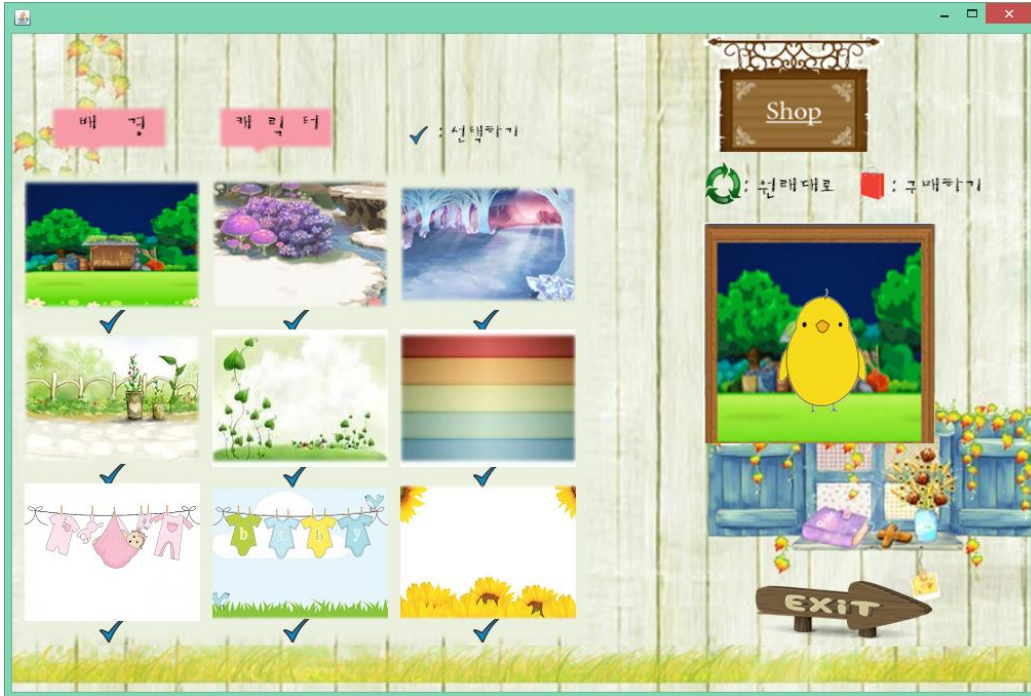 Shop
배 경
캐 릭 터
: 선택하기
: 원래대로
: 구매하기
b a b y
EXIT